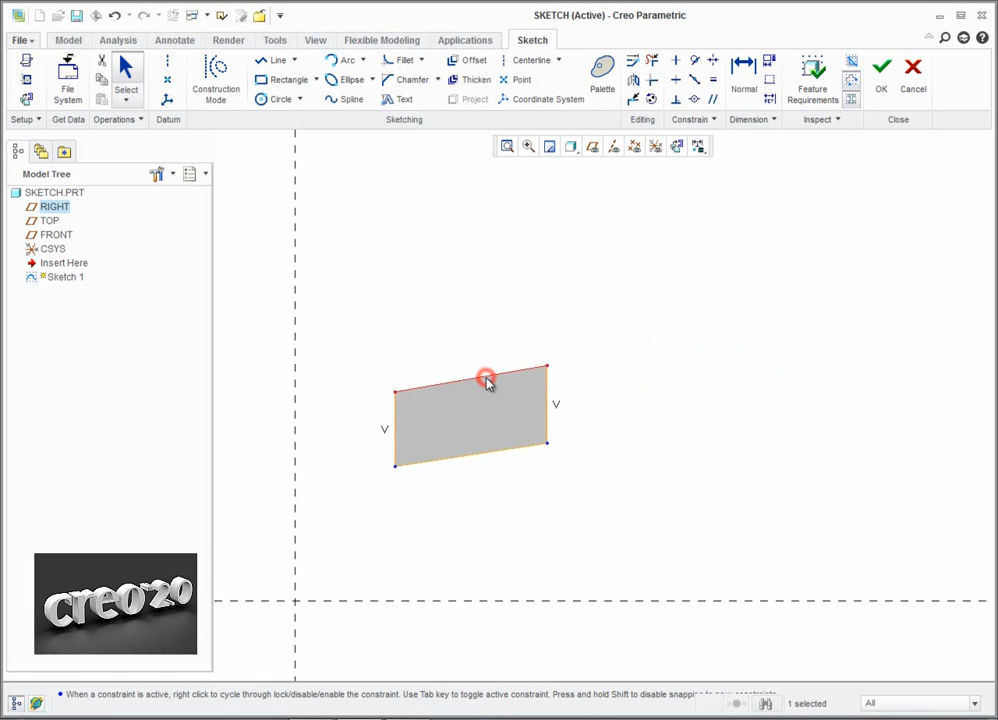 SKETCH (Active) - Creo Parametric
File
Model
Analysis
Annotate
Render
Tools
View
Flexible Modeling
Applications
Sketch
File System
Select
Construction Mode
Line
Rectangle
Circle
Arc
Ellipse
Spline
Fillet
Chamfer
Text
Offset
Thicken
Project
Centerline
Point
Coordinate System
Palette
Normal
Feature Requirements
OK
Cancel
Setup
Get Data
Operations
Datum
Sketching
Editing
Constrain
Dimension
Inspect
Close
Model Tree
SKETCH.PRT
RIGHT
TOP
FRONT
CSYS
Insert Here
Sketch 1
V
V
creo 2.0
When a constraint is active, right click to cycle through lock/disable/enable the constraint. Use Tab key to toggle active constraint. Press and hold Shift to disable snapping to new constraints.
1 selected
All